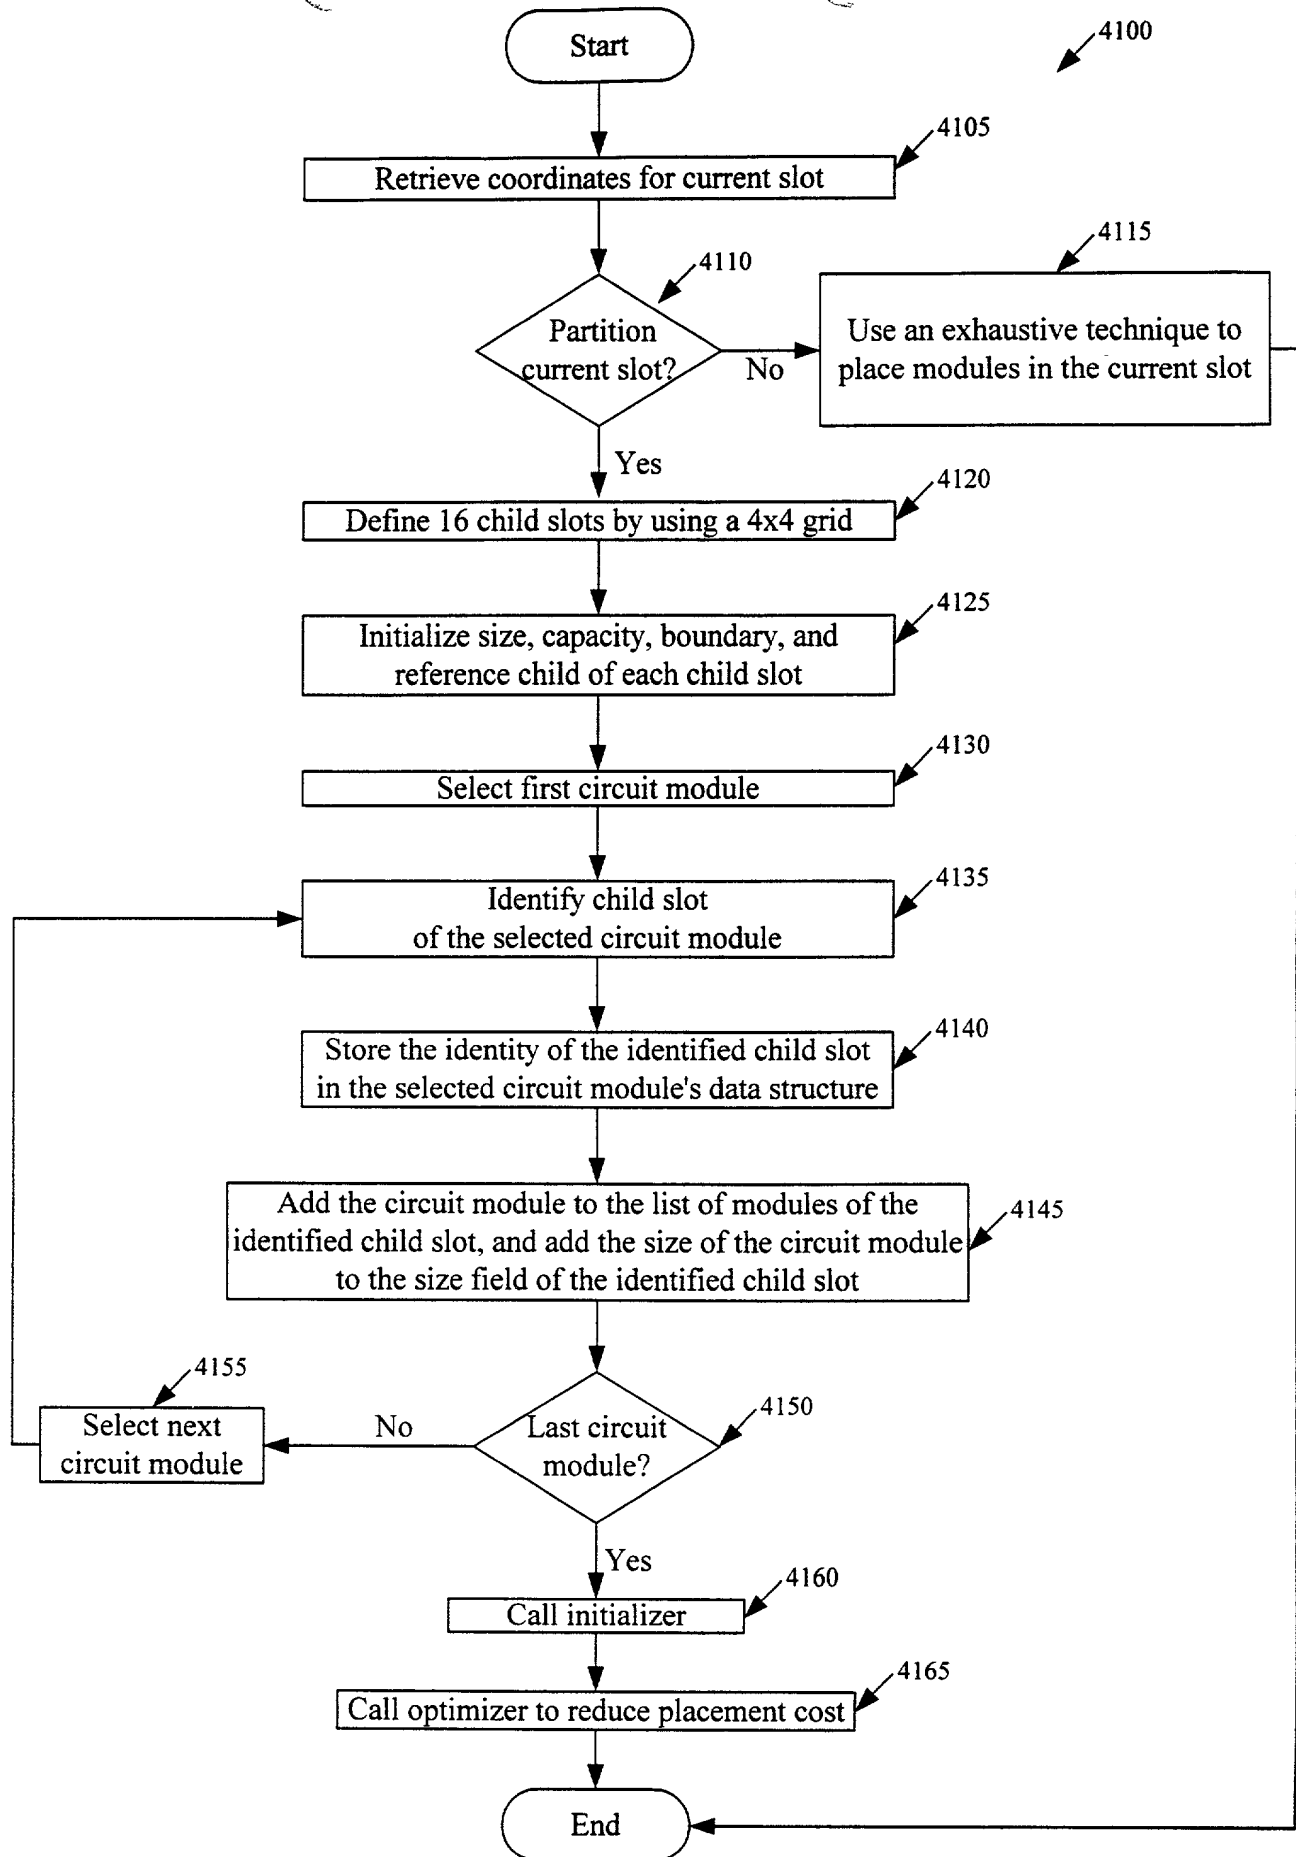 Start
4100
4105
Retrieve coordinates for current slot
4115
4110
Partition
current slot?
No
Use an exhaustive technique to
place modules in the current slot
Yes
4120
Define 16 child slots by using a 4x4 grid
4125
Initialize size, capacity, boundary, and
reference child of each child slot
4130
Select first circuit module
4135
Identify child slot
of the selected circuit module
4140
Store the identity of the identified child slot
in the selected circuit module's data structure
4145
Add the circuit module to the list of modules of the
identified child slot, and add the size of the circuit module
to the size field of the identified child slot
4155
Select next
circuit module
No
4150
Last circuit
module?
Yes
4160
Call initializer
4165
Call optimizer to reduce placement cost
End